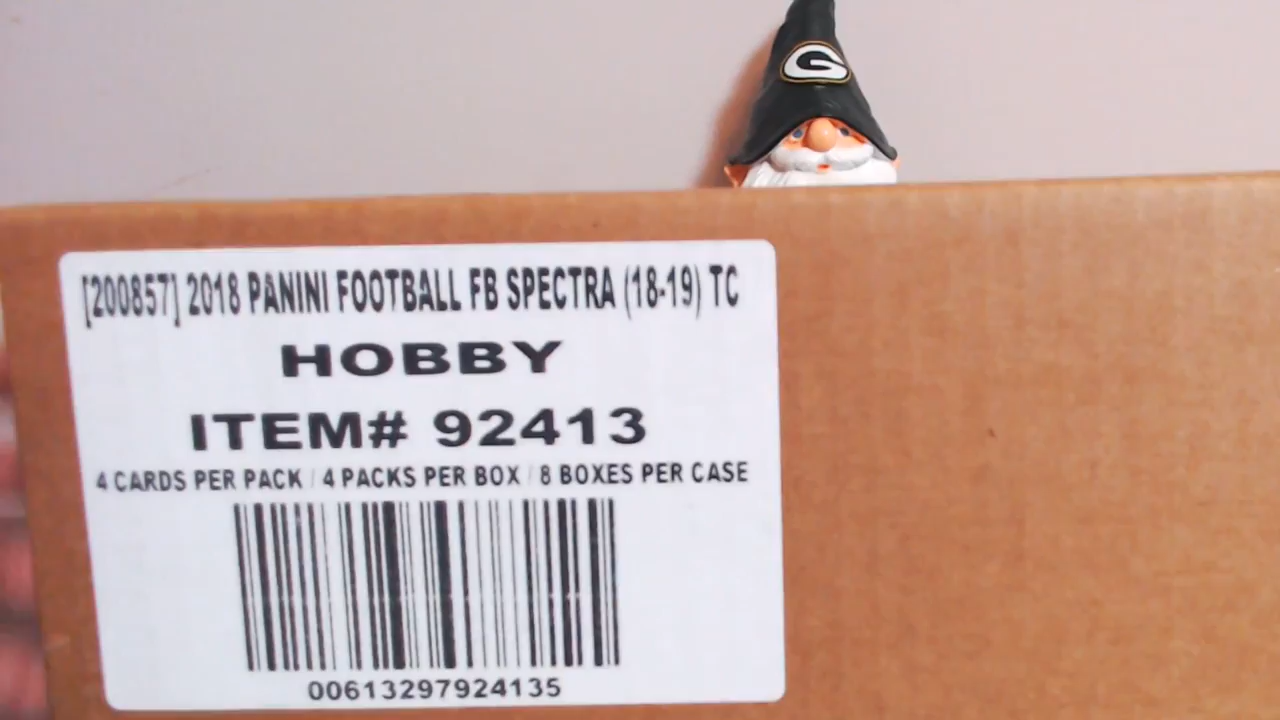 G
[200857] 2018 PANINI FOOTBALL FB SPECTRA (18-19) TC
HOBBY
ITEM# 92413
4 CARDS PER PACK / 4 PACKS PER BOX / 8 BOXES PER CASE
00613297924135